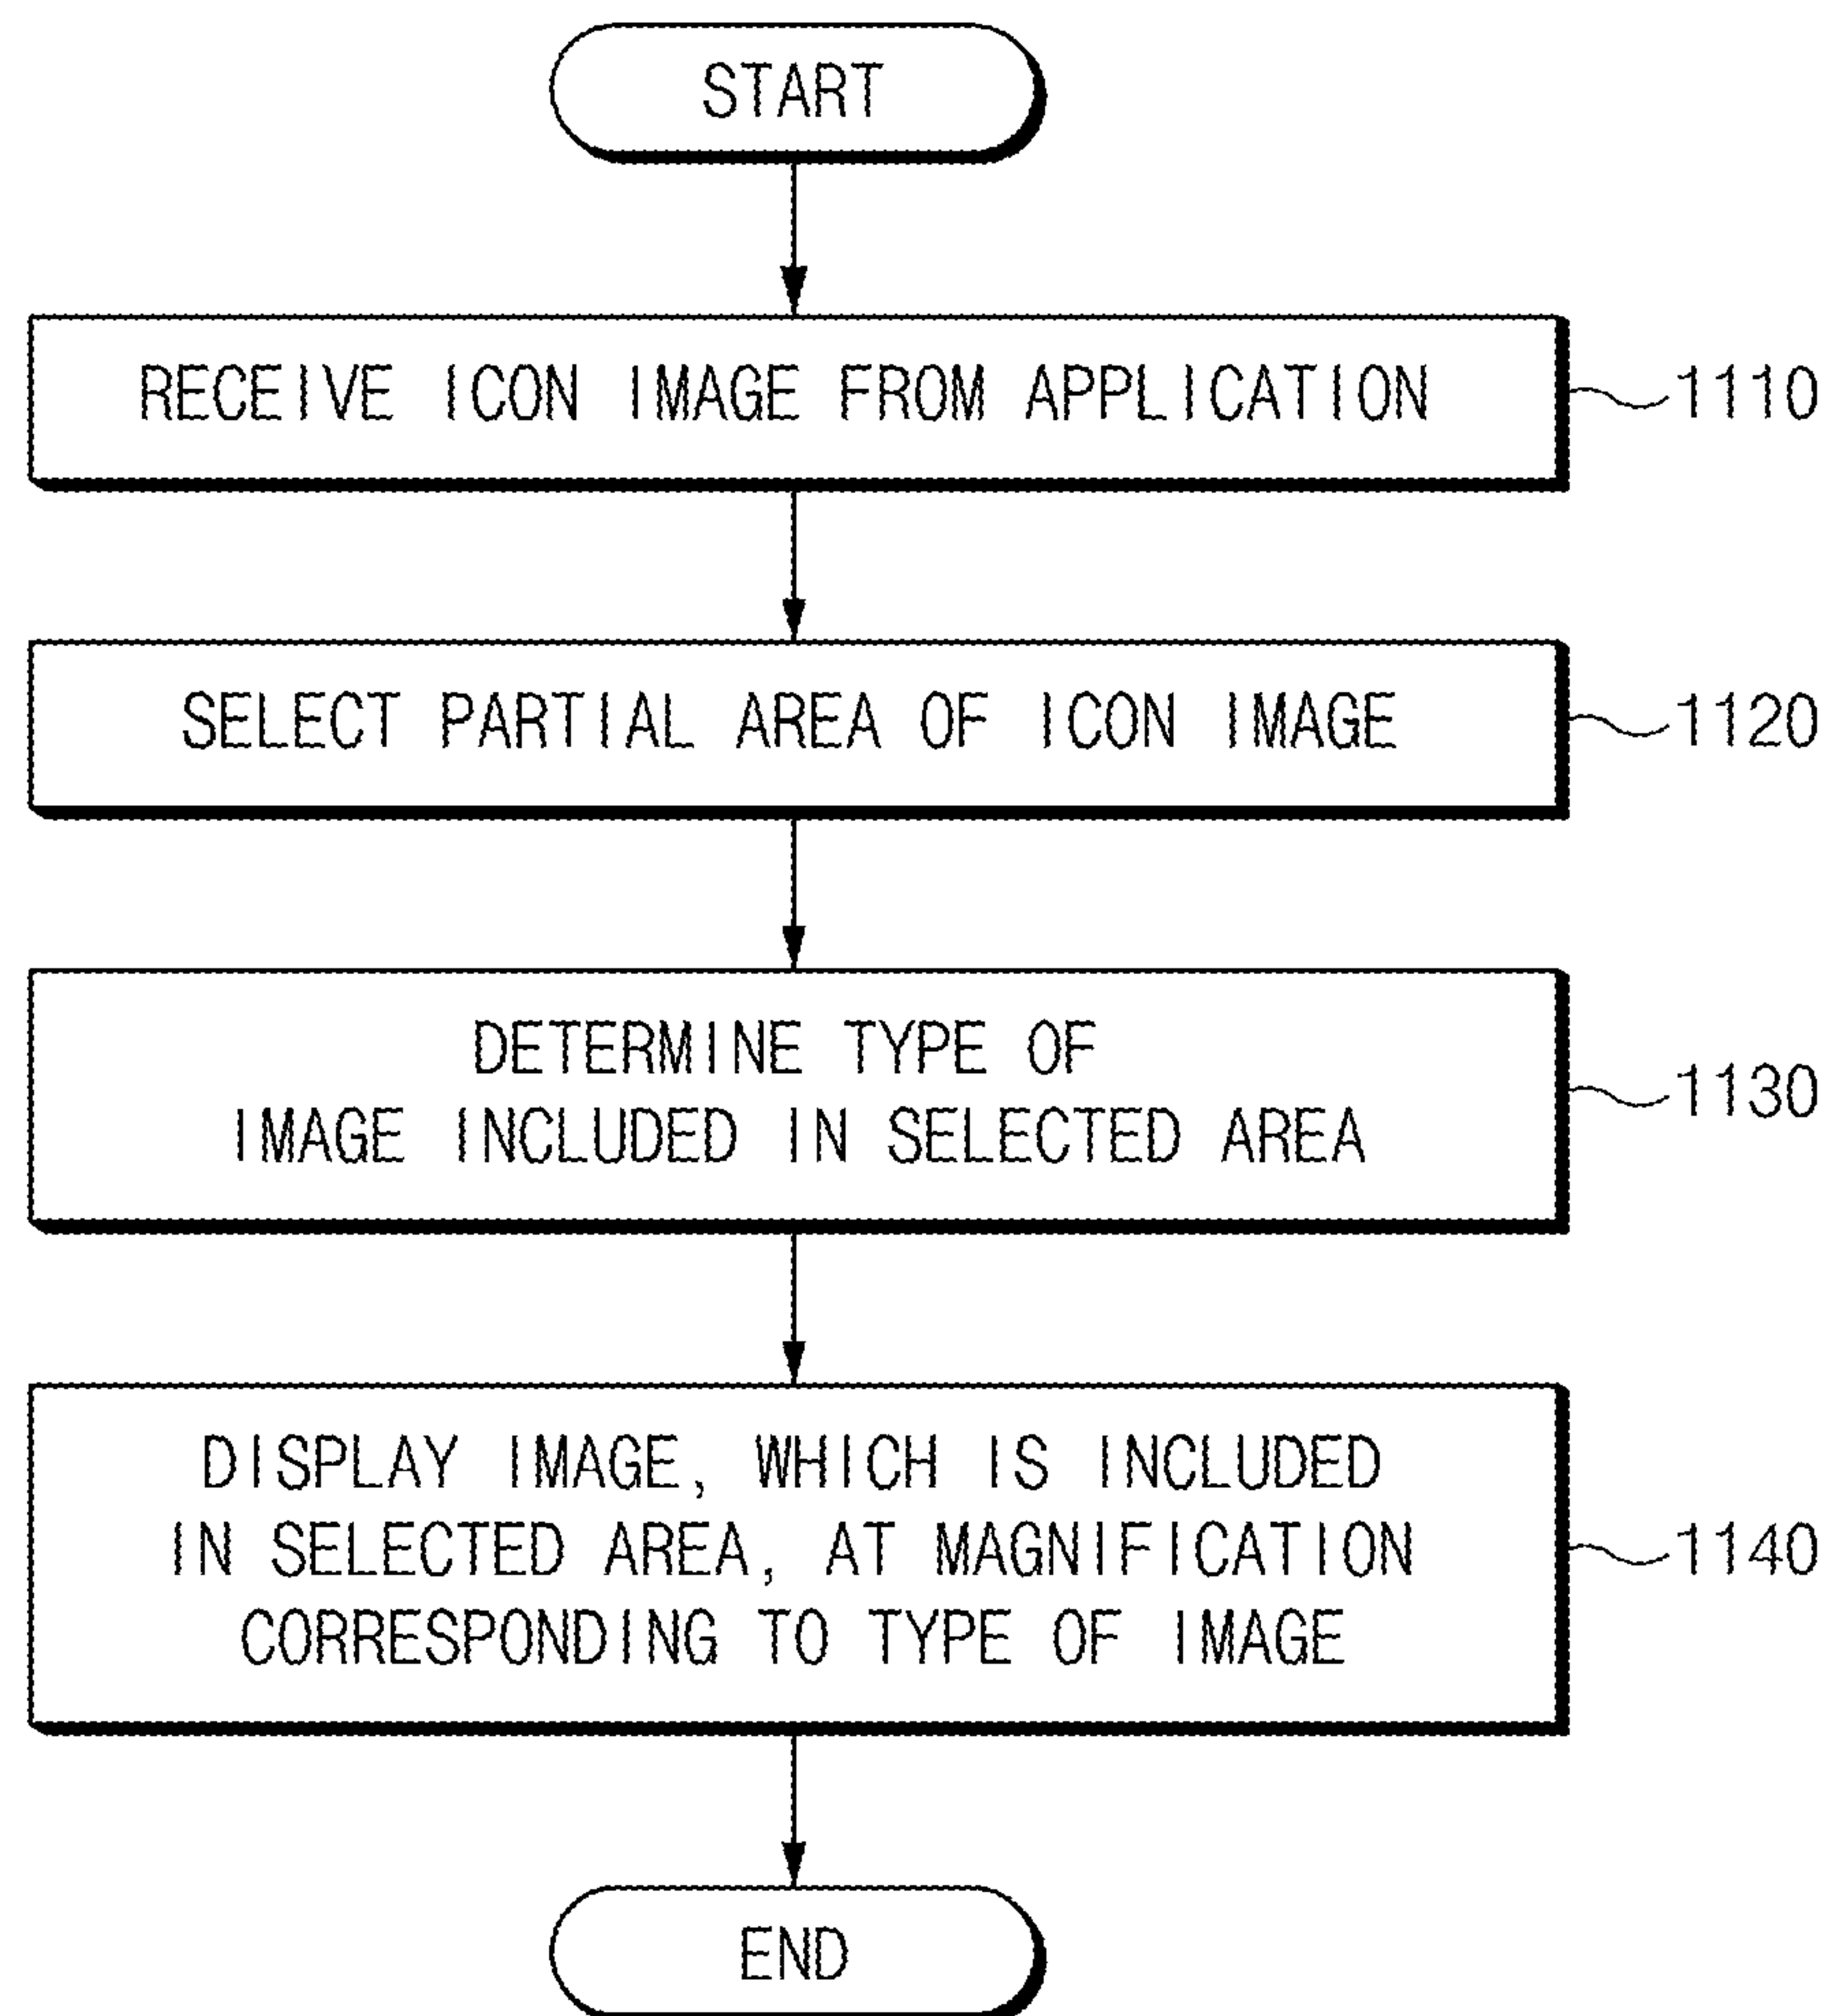 START
RECEIVE ICON IMAGE FROM APPLICATION
1110
SELECT PARTIAL AREA OF ICON IMAGE
1120
DETERMINE TYPE OF
IMAGE INCLUDED IN SELECTED AREA
1130
DISPLAY IMAGE, WHICH IS INCLUDED
IN SELECTED AREA, AT MAGNIFICATION
CORRESPONDING TO TYPE OF IMAGE
1140
END